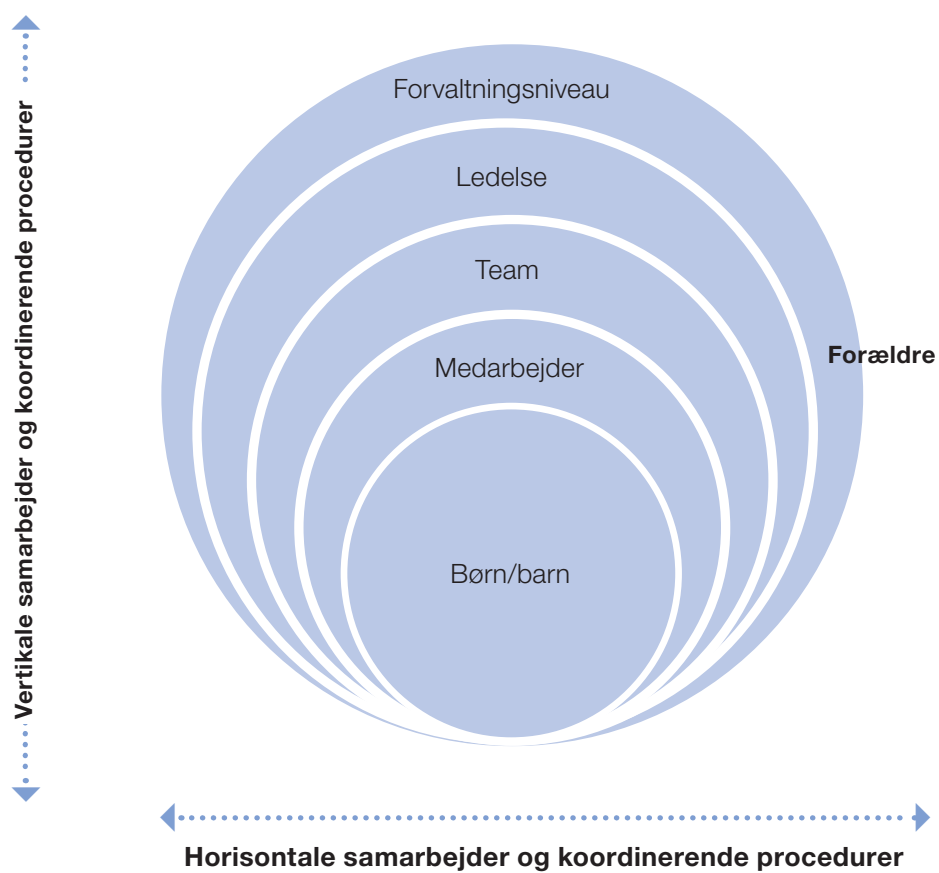 Vertikale samarbejder og koordinerende procedurer
Forvaltningsniveau
Ledelse
Team
Medarbejder
Forældre
Børn/barn
Horisontale samarbejder og koordinerende procedurer